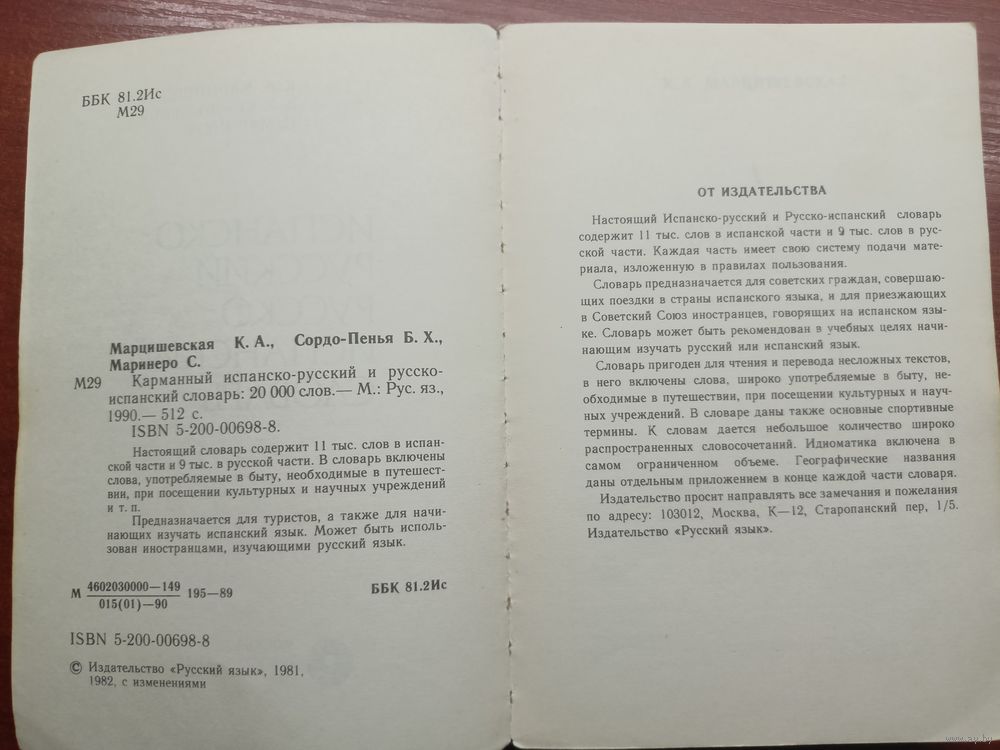 ББК 81.2Ис
М29
Марцишевская К. А., Сордо-Пенья Б. Х.,
Маринеро С.
М29 Карманный испанско-русский и русско-
испанский словарь: 20 000 слов.— М.: Рус. яз.,
1990.— 512 с.
ISBN 5-200-00698-8.
Настоящий словарь содержит 11 тыс. слов в испан-
ской части и 9 тыс. в русской части. В словарь включены
слова, употребляемые в быту, необходимые в путешест-
вии, при посещении культурных и научных учреждений
и т. п.
Предназначается для туристов, а также для начи-
нающих изучать испанский язык. Может быть исполь-
зован иностранцами, изучающими русский язык.
М 4602030000—149
015(01)—90 195—89 ББК 81.2Ис
ISBN 5-200-00698-8
© Издательство «Русский язык», 1981,
1982, с изменениями
ОТ ИЗДАТЕЛЬСТВА
Настоящий Испанско-русский и Русско-испанский словарь
содержит 11 тыс. слов в испанской части и 9 тыс. слов в рус-
ской части. Каждая часть имеет свою систему подачи мате-
риала, изложенную в правилах пользования.
Словарь предназначается для советских граждан, совершаю-
щих поездки в страны испанского языка, и для приезжающих
в Советский Союз иностранцев, говорящих на испанском язы-
ке. Словарь может быть рекомендован в учебных целях начи-
нающим изучать русский или испанский язык.
Словарь пригоден для чтения и перевода несложных текстов,
в него включены слова, широко употребляемые в быту, не-
обходимые в путешествии, при посещении культурных и науч-
ных учреждений. В словаре даны также основные спортивные
термины. К словам дается небольшое количество широко
распространенных словосочетаний. Идиоматика включена в
самом ограниченном объеме. Географические названия
даны отдельным приложением в конце каждой части словаря.
Издательство просит направлять все замечания и пожелания
по адресу: 103012, Москва, К—12, Старопанский пер, 1/5.
Издательство «Русский язык».
www.ay.by